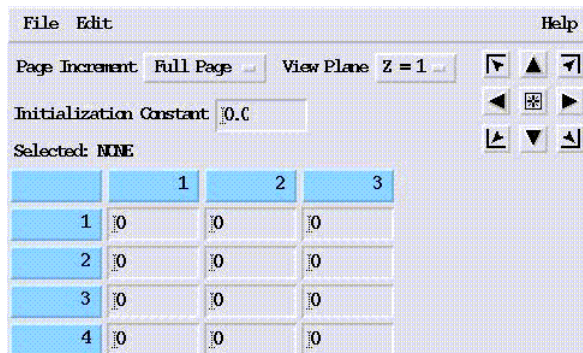 File Edit Help
Page Increment Full Page View Plane Z = 1
Initialization Constant 0.0
Selected: NONE
1 2 3
1 0 0 0
2 0 0 0
3 0 0 0
4 0 0 0